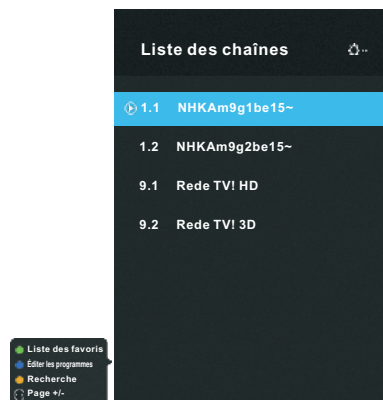 Liste des chaînes
1.1 NHKAm9g1be15~
1.2 NHKAm9g2be15~
9.1 Rede TV! HD
9.2 Rede TV! 3D
Liste des favoris
Éditer les programmes
Recherche
Page +/-